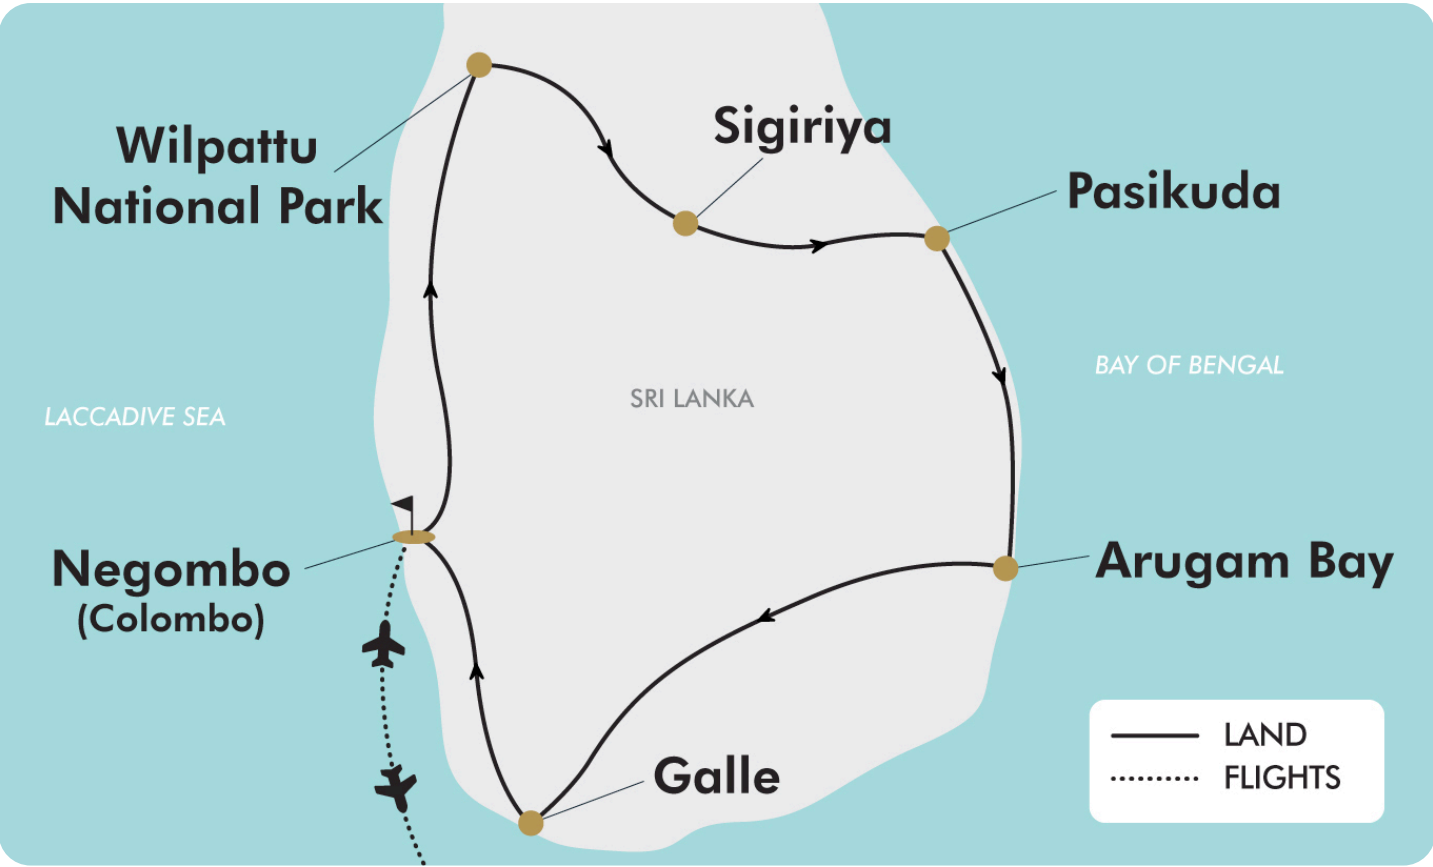 Wilpattu
National Park
Sigiriya
Pasikuda
BAY OF BENGAL
SRI LANKA
LACCADIVE SEA
Negombo
(Colombo)
Arugam Bay
Galle
LAND
FLIGHTS